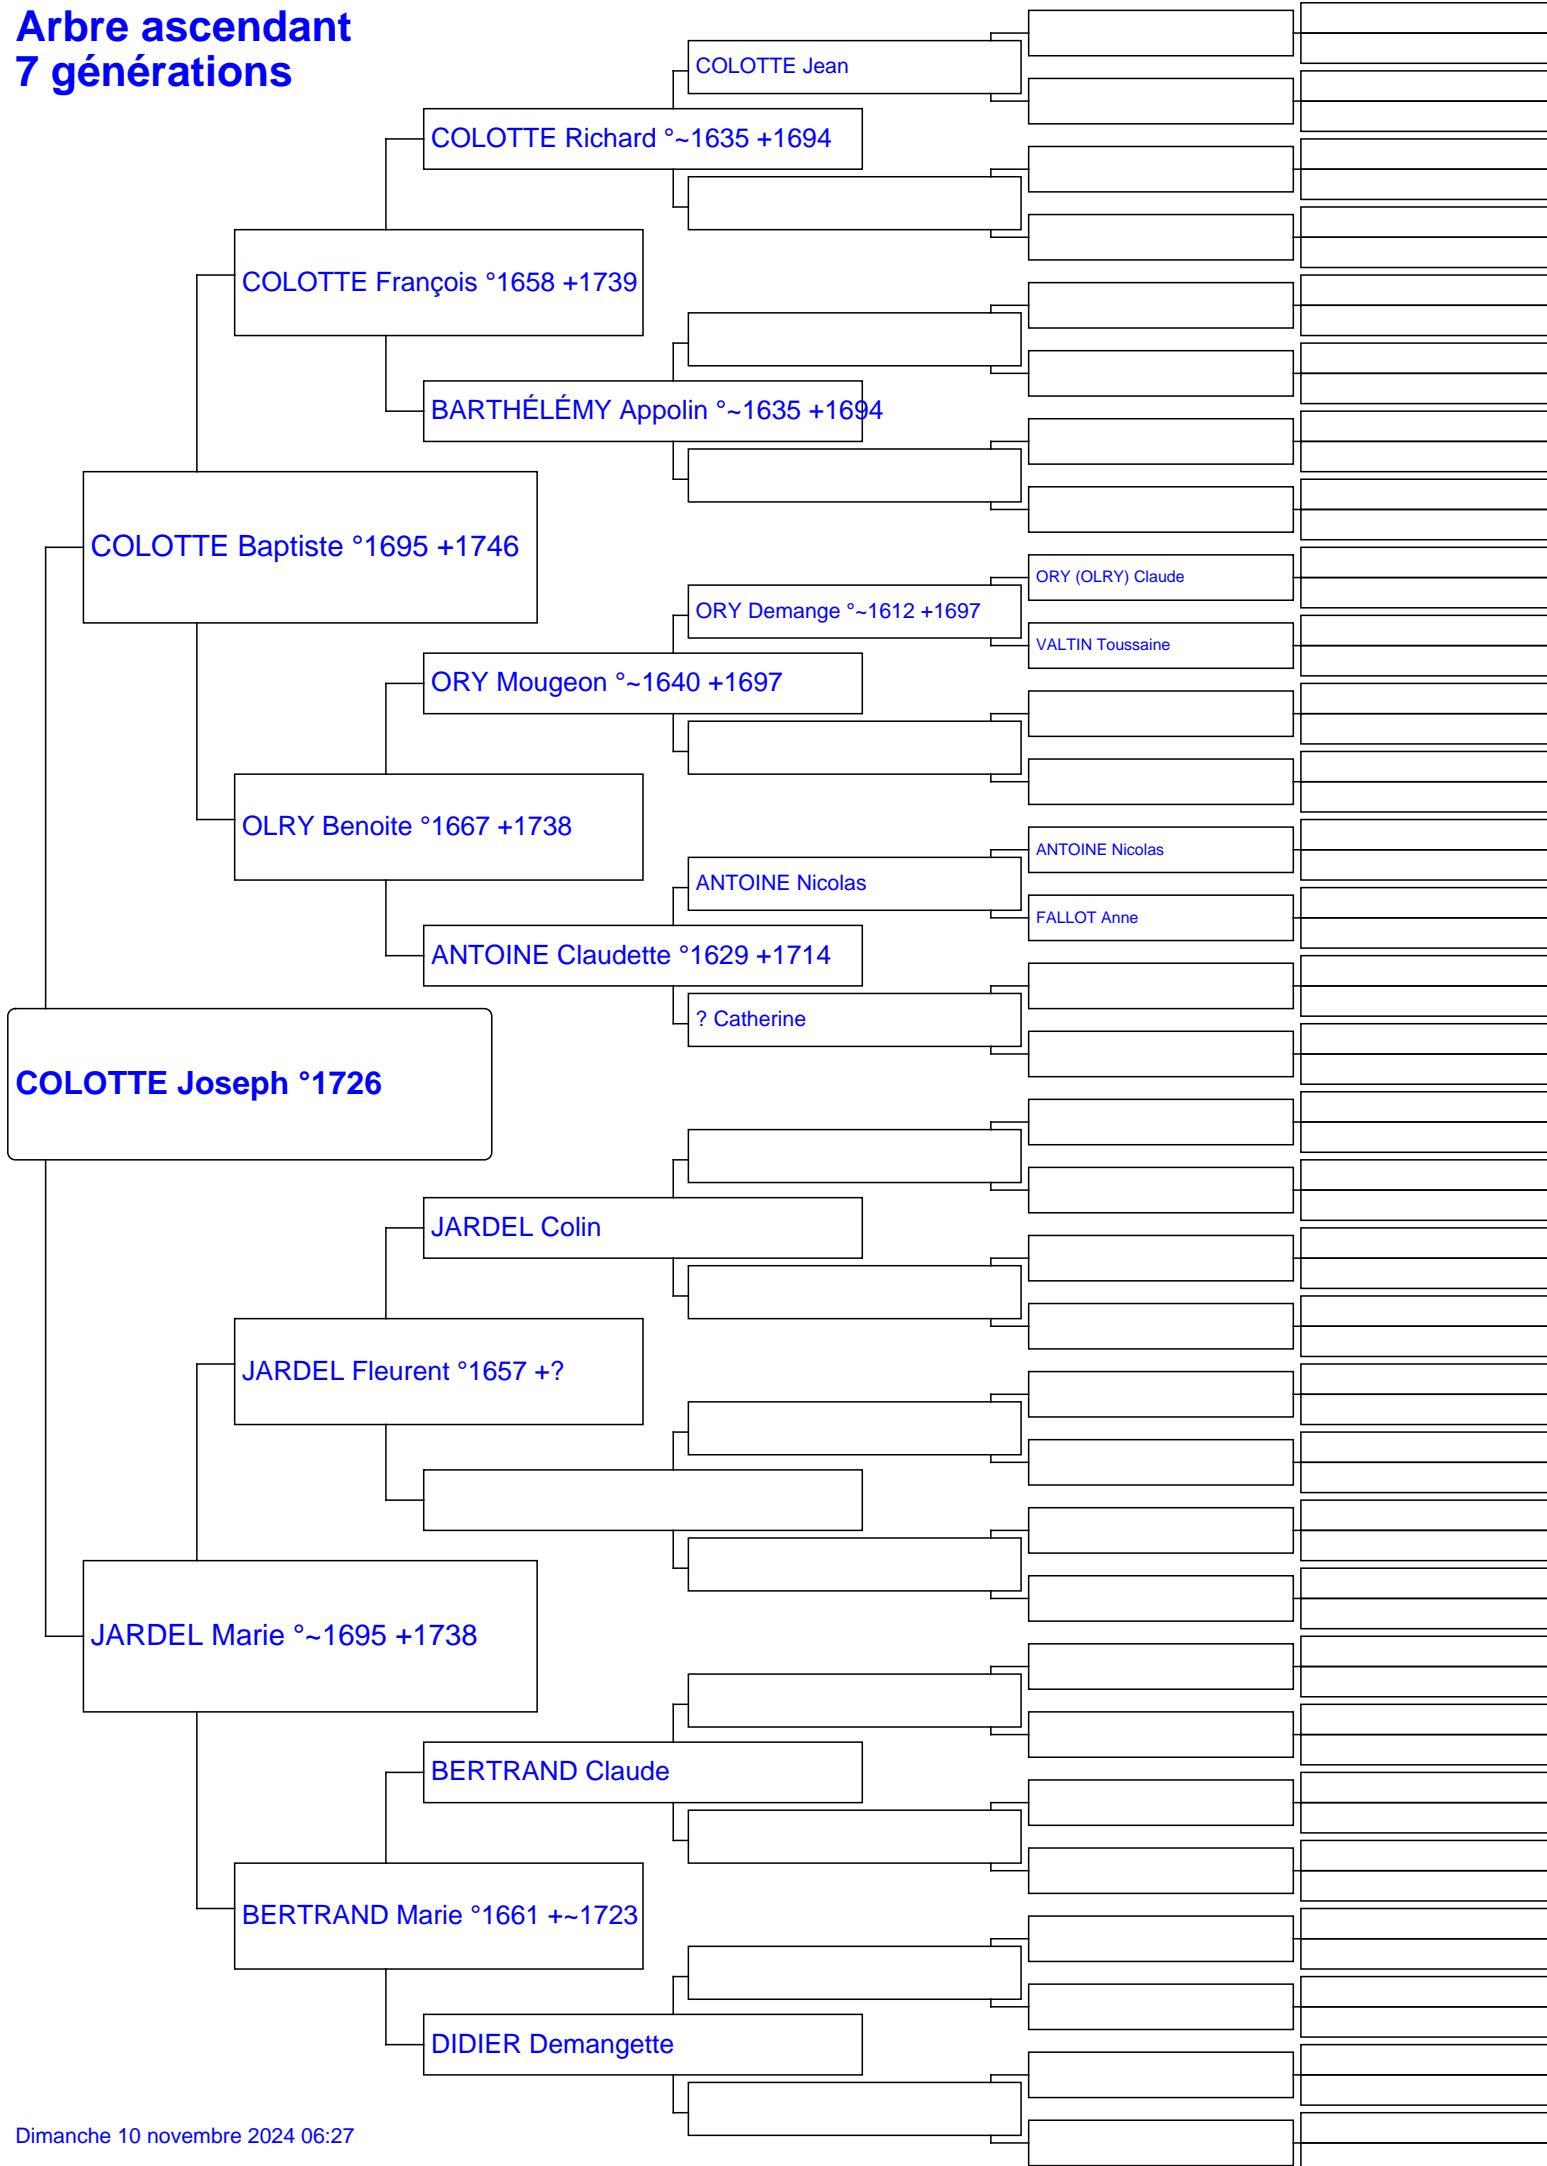 Arbre ascendant
7 générations
COLOTTE Jean
COLOTTE Richard °~1635 +1694
COLOTTE François °1658 +1739
BARTHÉLÉMY Appolin °~1635 +1694
COLOTTE Baptiste °1695 +1746
ORY (OLRY) Claude
ORY Demange °~1612 +1697
VALTIN Toussaine
ORY Mougeon °~1640 +1697
OLRY Benoite °1667 +1738
ANTOINE Nicolas
ANTOINE Nicolas
FALLOT Anne
ANTOINE Claudette °1629 +1714
? Catherine
COLOTTE Joseph °1726
JARDEL Colin
JARDEL Fleurent °1657 +?
JARDEL Marie °~1695 +1738
BERTRAND Claude
BERTRAND Marie °1661 +~1723
DIDIER Demangette
Dimanche 10 novembre 2024 06:27